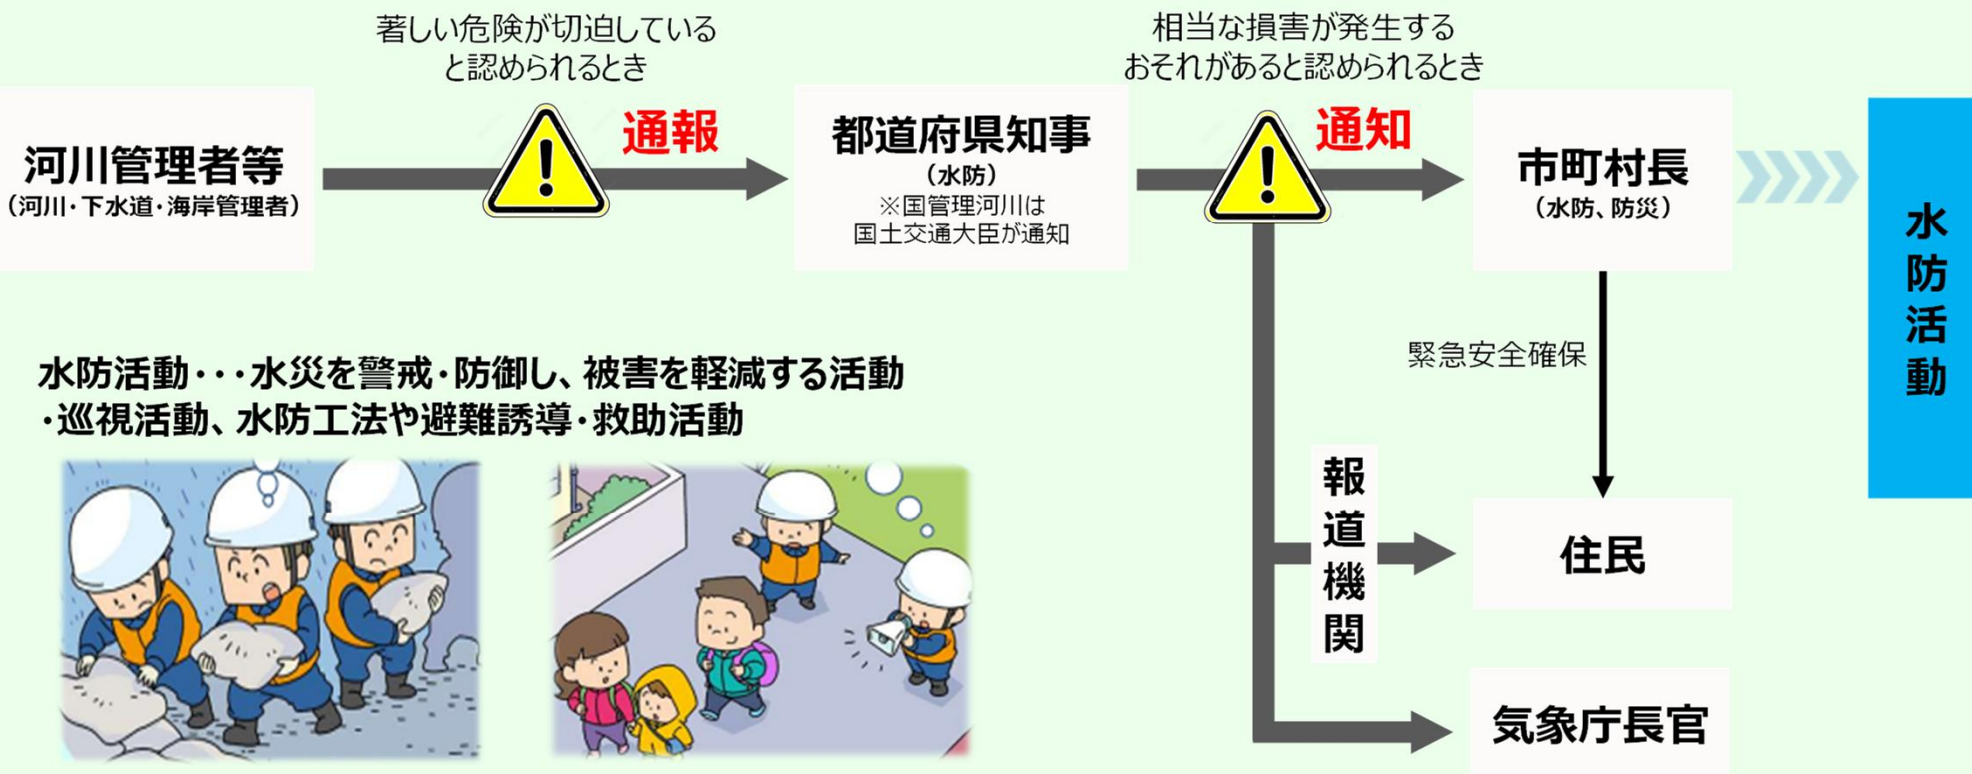 著しい危険が切迫している
と認められるとき
通報
河川管理者等
（河川・下水道・海岸管理者）
都道府県知事
（水防）
※国管理河川は
国土交通大臣が通知
相当な損害が発生する
おそれがあると認められるとき
通知
市町村長
（水防、防災）
水防活動
緊急安全確保
報道機関
住民
気象庁長官
水防活動･･･水災を警戒・防御し、被害を軽減する活動
・巡視活動、水防工法や避難誘導・救助活動